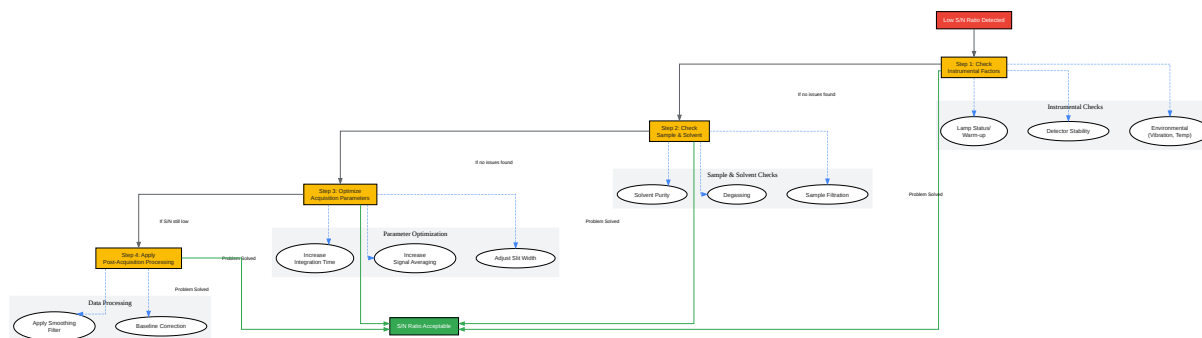 Low S/N Ratio Detected
Step 1: Check
Instrumental Factors
If no issues found
Instrumental Checks
Lamp Status/
Warm-up
Detector Stability
Environmental
(Vibration, Temp)
Step 2: Check
Sample & Solvent
If no issues found
Sample & Solvent Checks
Solvent Purity
Degassing
Sample Filtration
Problem Solved
Step 3: Optimize
Acquisition Parameters
If S/N still low
Problem Solved
Parameter Optimization
Increase
Integration Time
Increase
Signal Averaging
Adjust Slit Width
Step 4: Apply
Post-Acquisition Processing
Problem Solved
Problem Solved
Data Processing
Apply Smoothing
Filter
Baseline Correction
S/N Ratio Acceptable